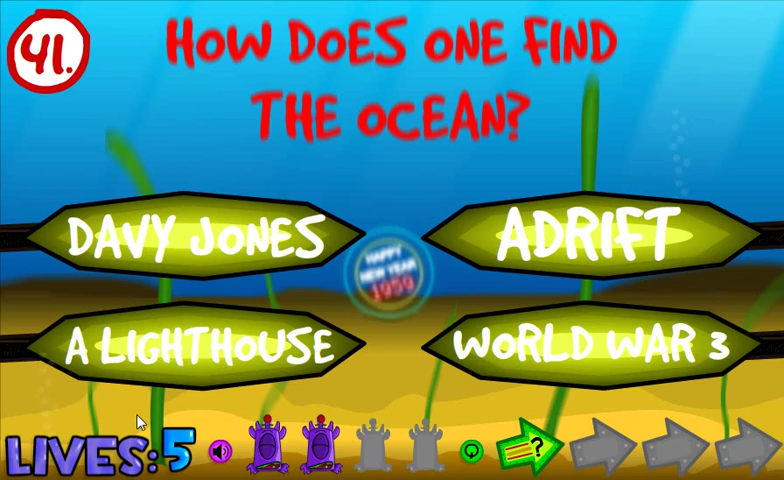 41.
HOW DOES ONE FIND
THE OCEAN?
DAVY JONES
ADRIFT
HAPPY
NEW YEAR
1959
A LIGHTHOUSE
WORLD WAR 3
LIVES:5
?